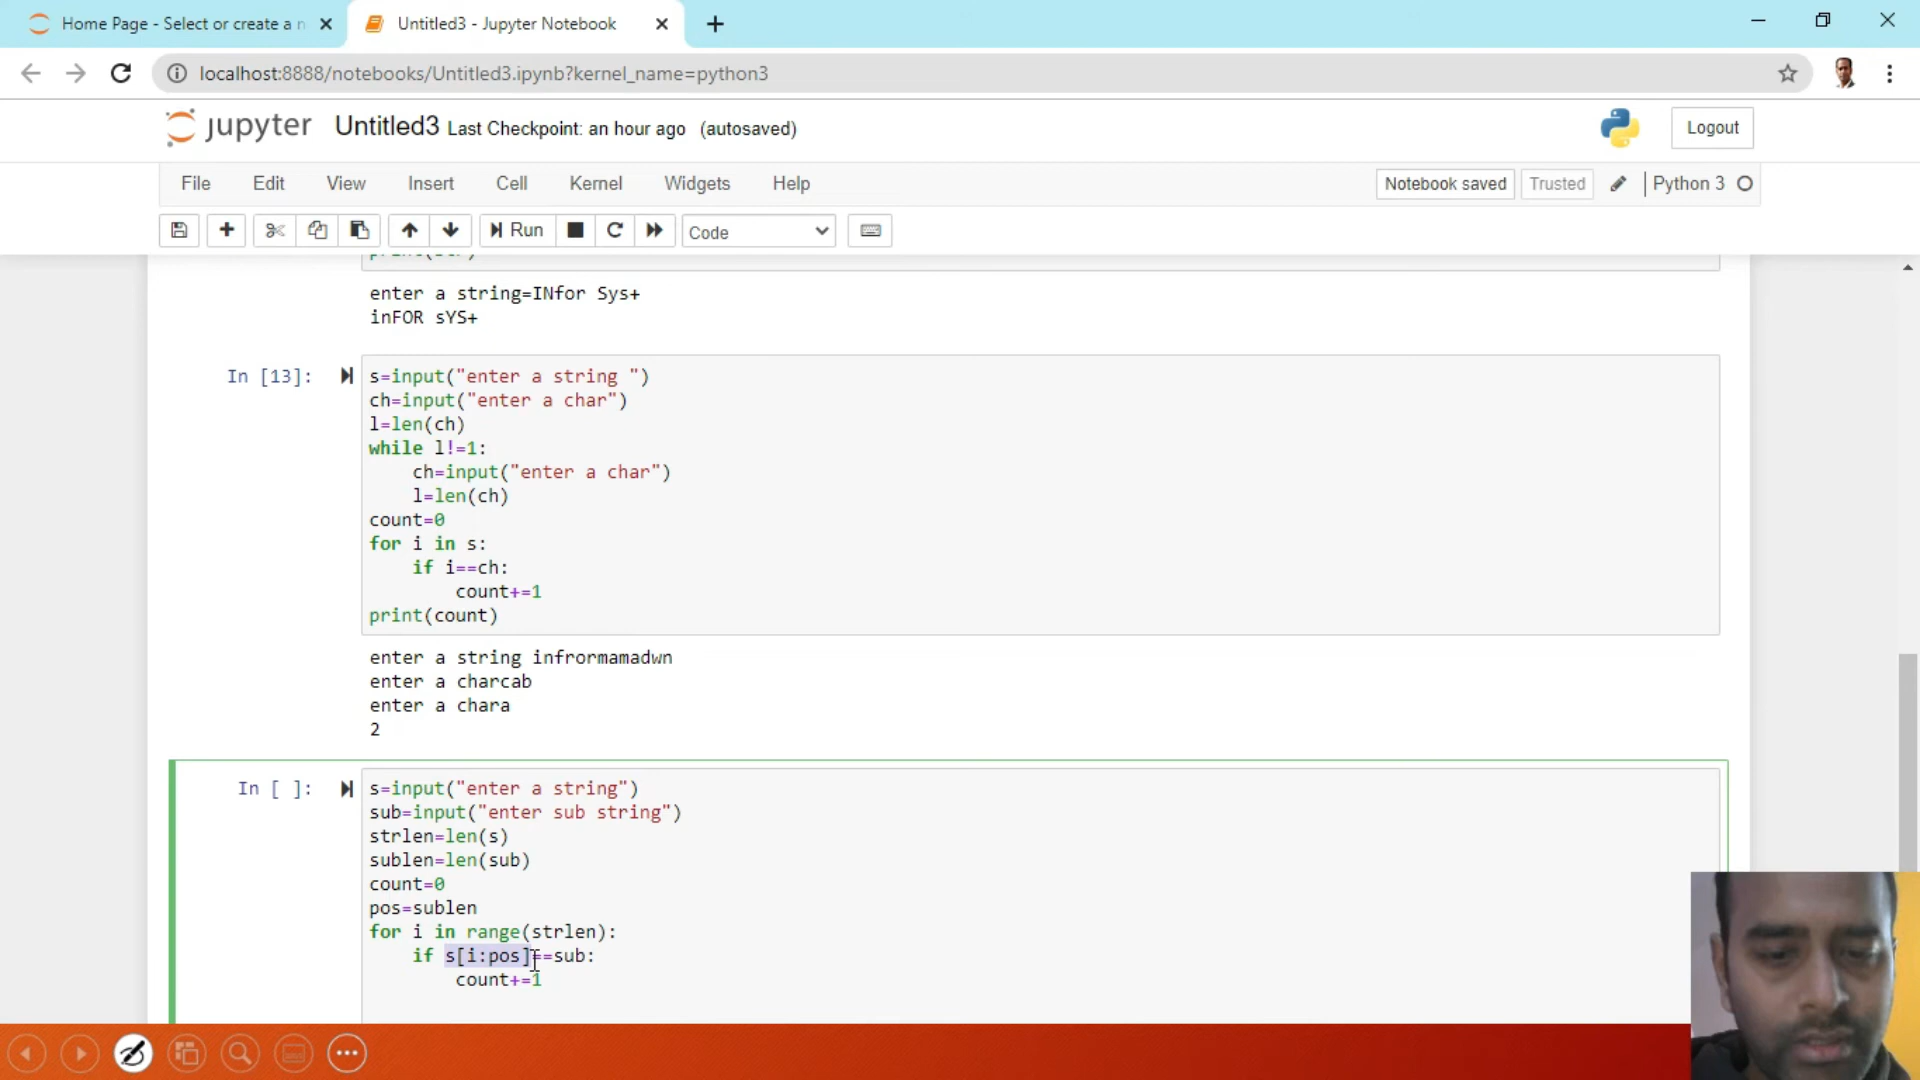 Home Page - Select or create a n
Untitled3 - Jupyter Notebook
localhost:8888/notebooks/Untitled3.ipynb?kernel_name=python3
jupyter Untitled3 Last Checkpoint: an hour ago (autosaved)
Logout
File Edit View Insert Cell Kernel Widgets Help
Notebook saved Trusted Python 3
Run Code
enter a string=INfor Sys+
inFOR sYS+
In [13]:
s=input("enter a string ")
ch=input("enter a char")
l=len(ch)
while l!=1:
    ch=input("enter a char")
    l=len(ch)
count=0
for i in s:
    if i==ch:
        count+=1
print(count)
enter a string infrormamadwn
enter a charcab
enter a chara
2
In [ ]:
s=input("enter a string")
sub=input("enter sub string")
strlen=len(s)
sublen=len(sub)
count=0
pos=sublen
for i in range(strlen):
    if s[i:pos]==sub:
        count+=1